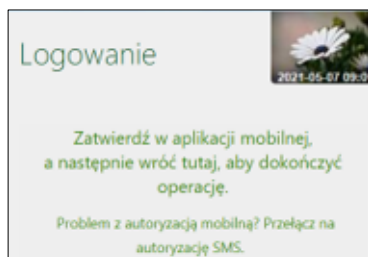 Logowanie
2021-05-07 09:0
Zatwierdź w aplikacji mobilnej,
a następnie wróć tutaj, aby dokończyć
operację.
Problem z autoryzacją mobilną? Przełącz na
autoryzację SMS.